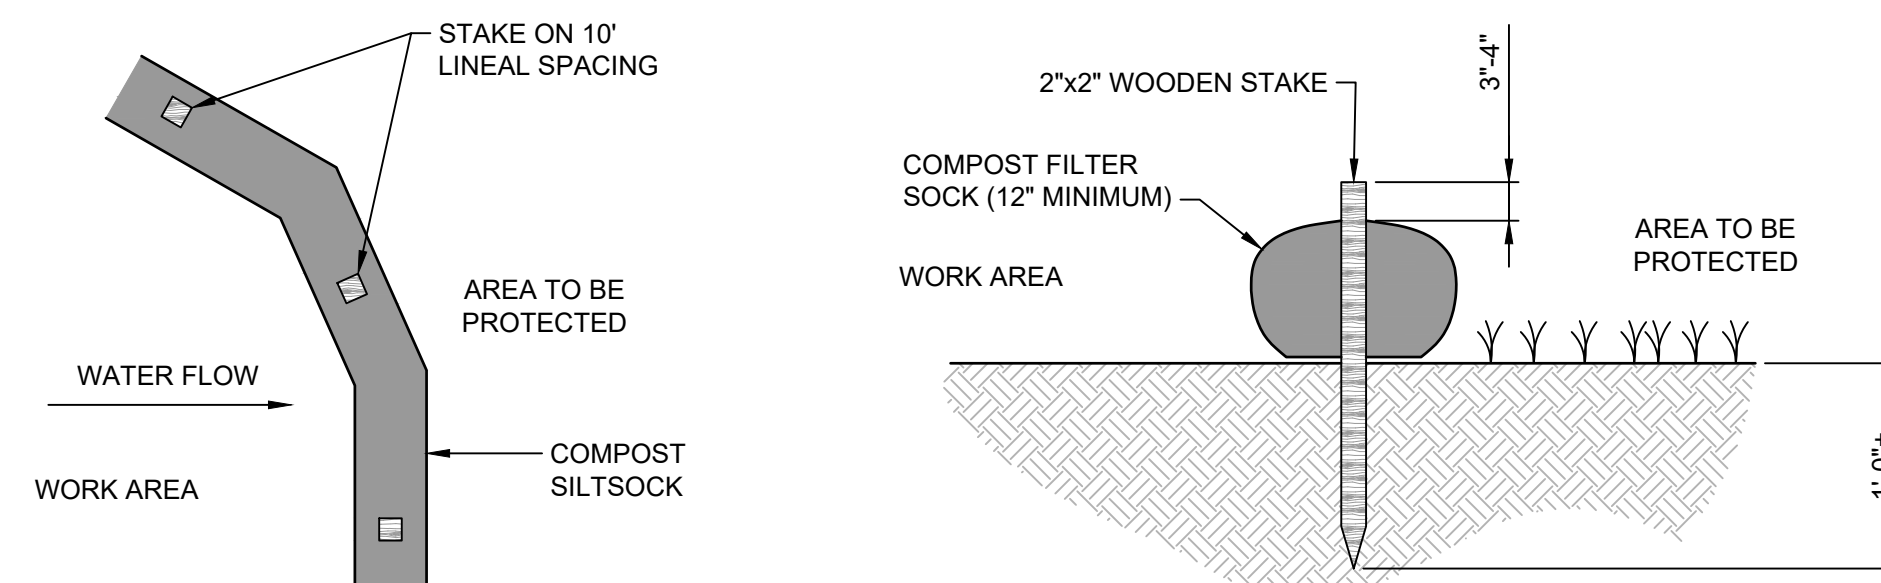 STAKE ON 10'
LINEAL SPACING
AREA TO BE
PROTECTED
WATER FLOW
COMPOST
SILTSOCK
WORK AREA
2"x2" WOODEN STAKE
3"-4"
COMPOST FILTER
SOCK (12" MINIMUM)
WORK AREA
AREA TO BE
PROTECTED